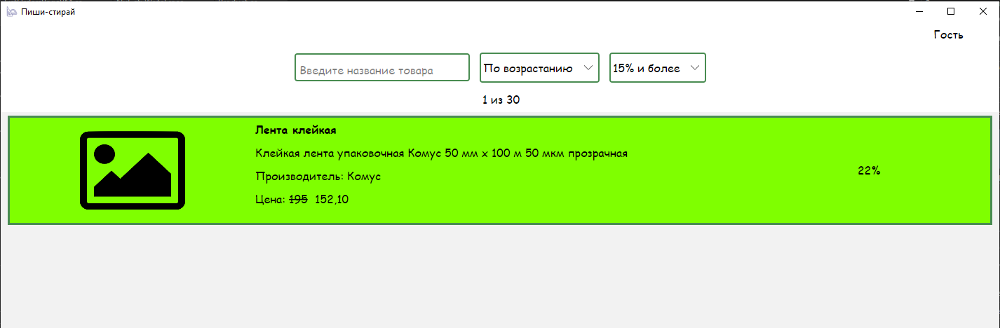 Пиши-стирай
Гость
Введите название товара
По возрастанию
15% и более
1 из 30
Лента клейкая
Клейкая лента упаковочная Комус 50 мм х 100 м 50 мкм прозрачная
Производитель: Комус
Цена: 195 152,10
22%